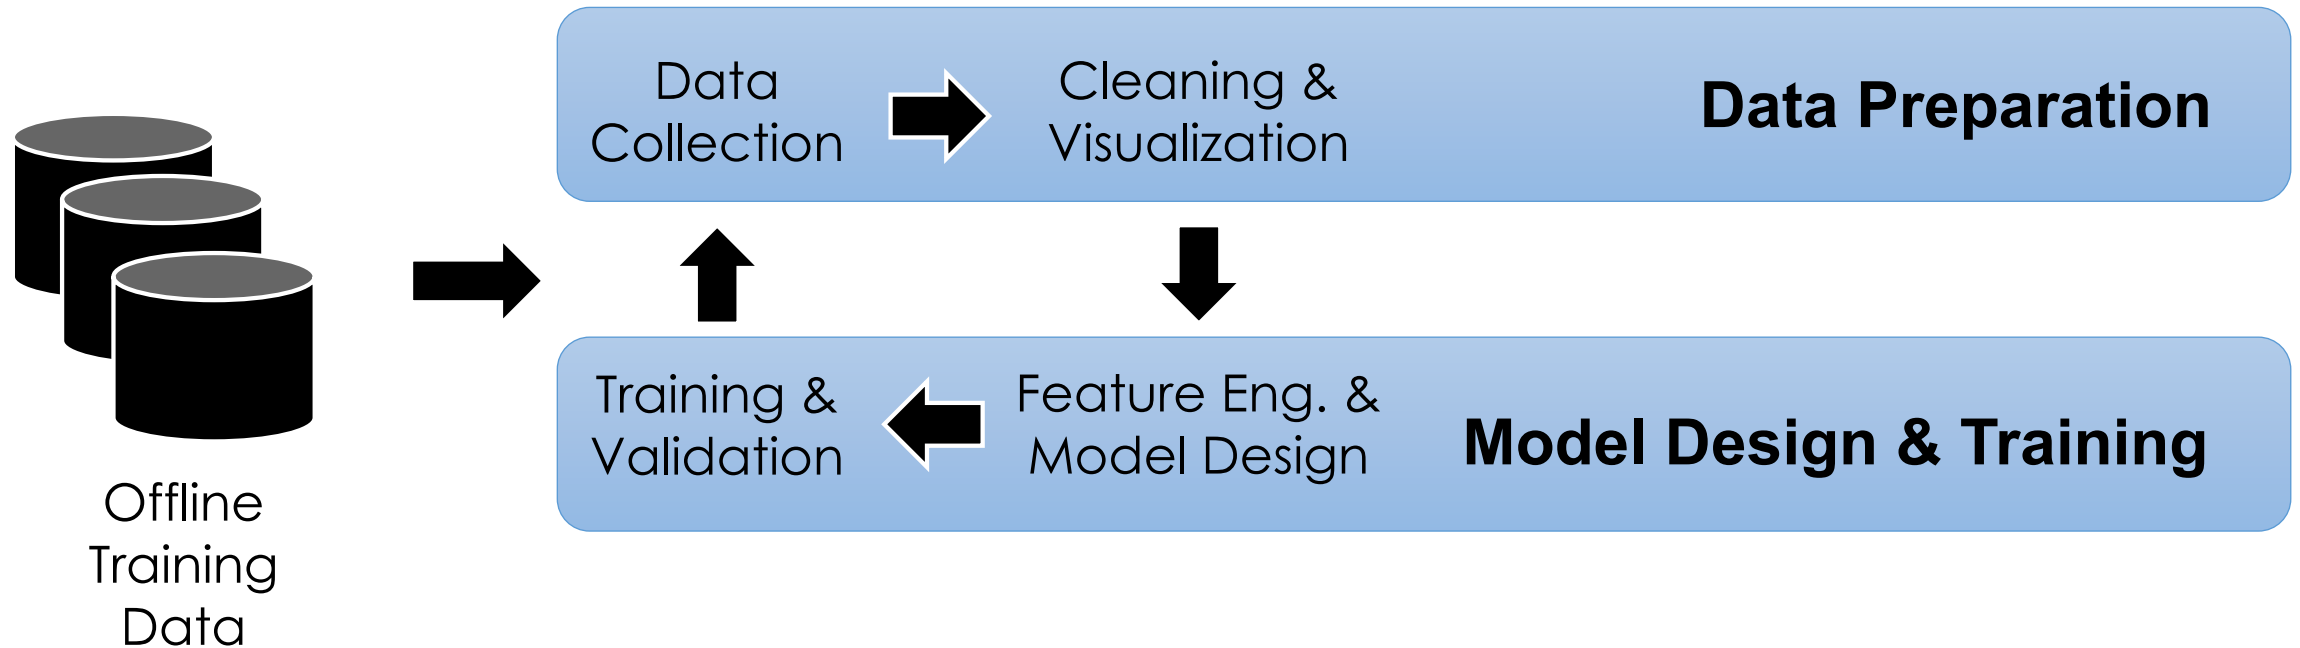 Data
Collection
Cleaning &
Visualization
Data Preparation
Training &
Validation
Feature Eng. &
Model Design
Model Design & Training
Offline
Training
Data